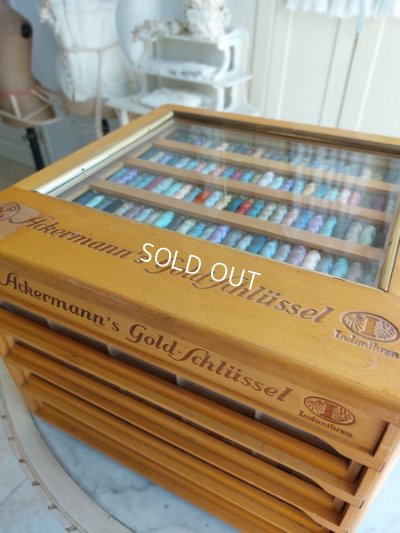 Ackermann's Gold-Schlüssel
Indanthren
SOLD OUT
Ackermann's Gold-Schlüssel
Indanthren